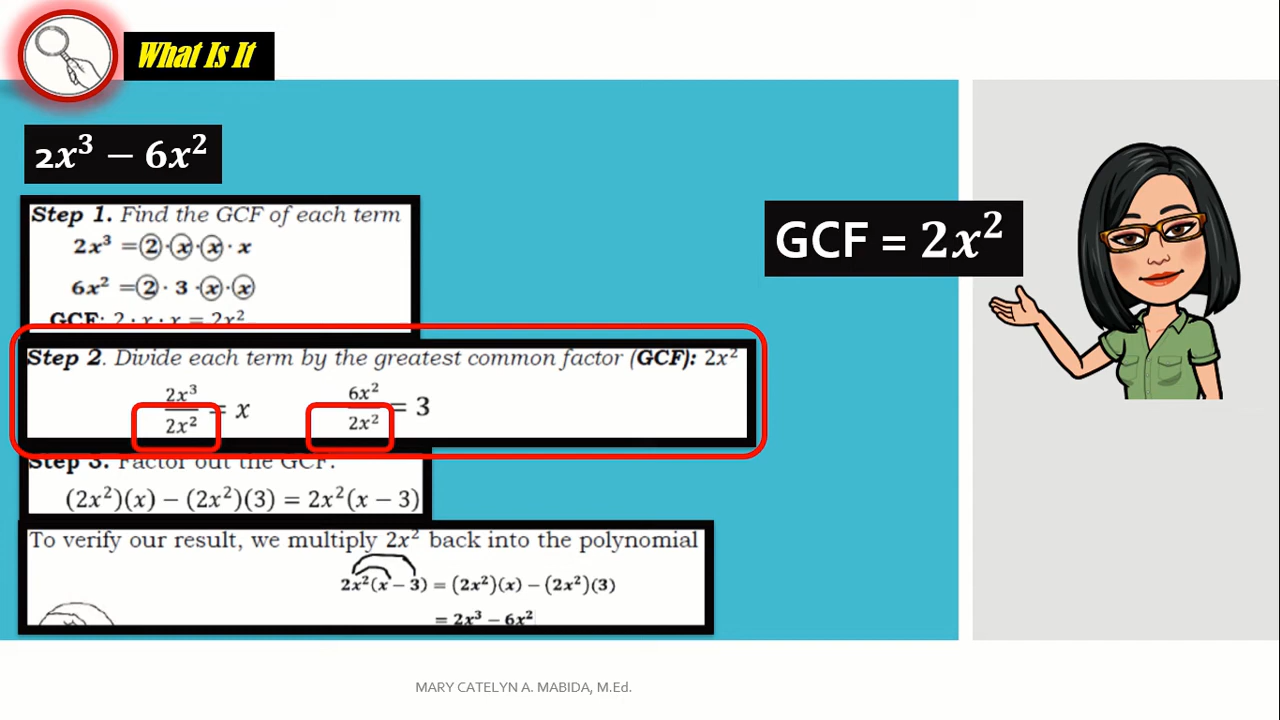 What Is It
2x³ − 6x²
Step 1. Find the GCF of each term
2x³ = 2 · x · x · x
6x² = 2 · 3 · x · x
GCF: 2 · x · x = 2x²
GCF = 2x²
Step 2. Divide each term by the greatest common factor (GCF): 2x²
2x³/2x² = x 6x²/2x² = 3
Step 3. Factor out the GCF.
(2x²)(x) − (2x²)(3) = 2x²(x − 3)
To verify our result, we multiply 2x² back into the polynomial
2x²(x − 3) = (2x²)(x) − (2x²)(3)
= 2x³ − 6x²
MARY CATELYN A. MABIDA, M.Ed.